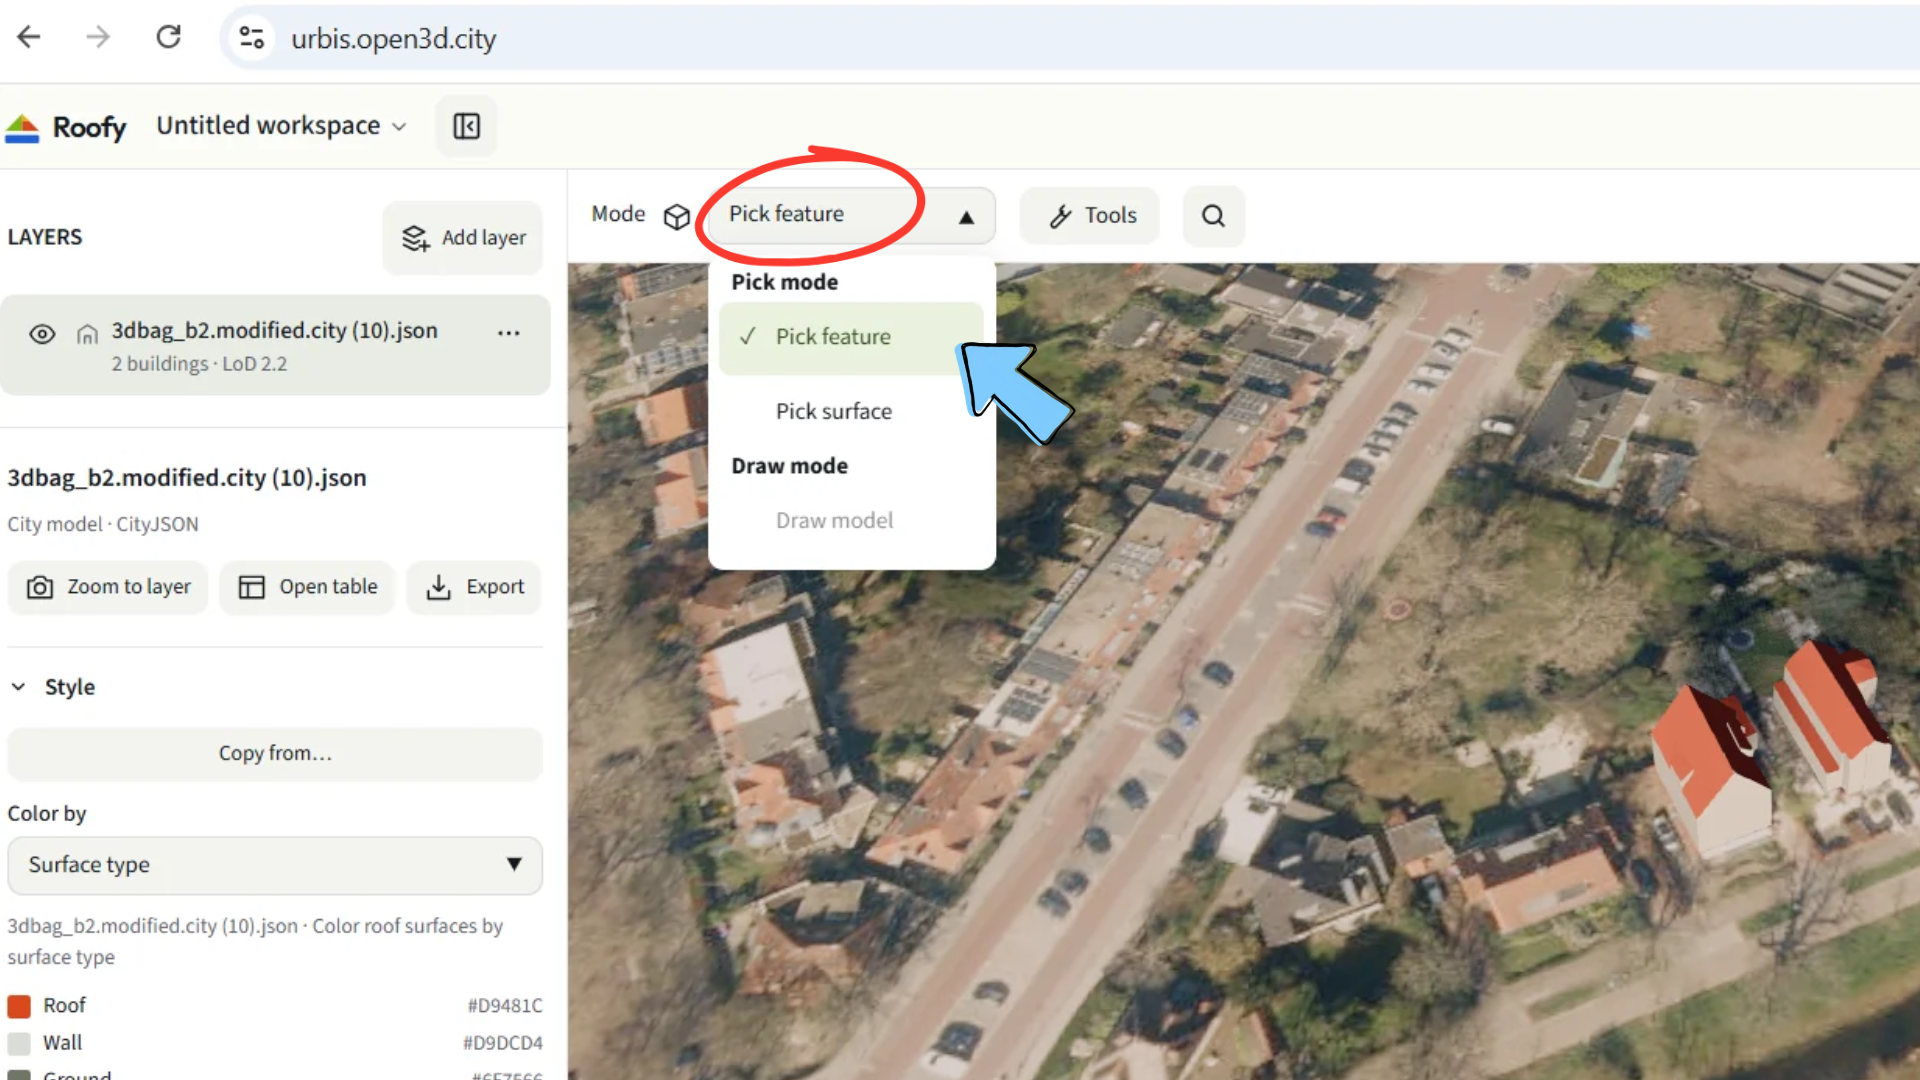 urbis.open3d.city
Roofy
Untitled workspace
LAYERS
Add layer
Mode
Pick feature
Tools
3dbag_b2.modified.city (10).json
2 buildings · LoD 2.2
Pick mode
✓ Pick feature
Pick surface
Draw mode
Draw model
3dbag_b2.modified.city (10).json
City model · CityJSON
Zoom to layer
Open table
Export
Style
Copy from...
Color by
Surface type
3dbag_b2.modified.city (10).json · Color roof surfaces by
surface type
Roof #D9481C
Wall #D9DCD4
Ground